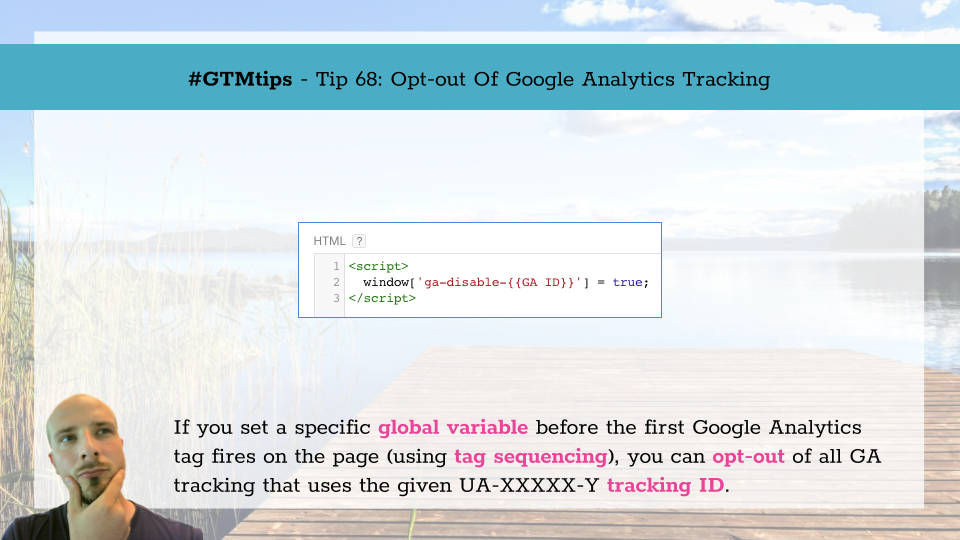 #GTMtips - Tip 68: Opt-out Of Google Analytics Tracking
HTML ?
1 <script>
2 window['ga-disable-{{GA ID}}'] = true;
3 </script>
If you set a specific global variable before the first Google Analytics
tag fires on the page (using tag sequencing), you can opt-out of all GA
tracking that uses the given UA-XXXXX-Y tracking ID.